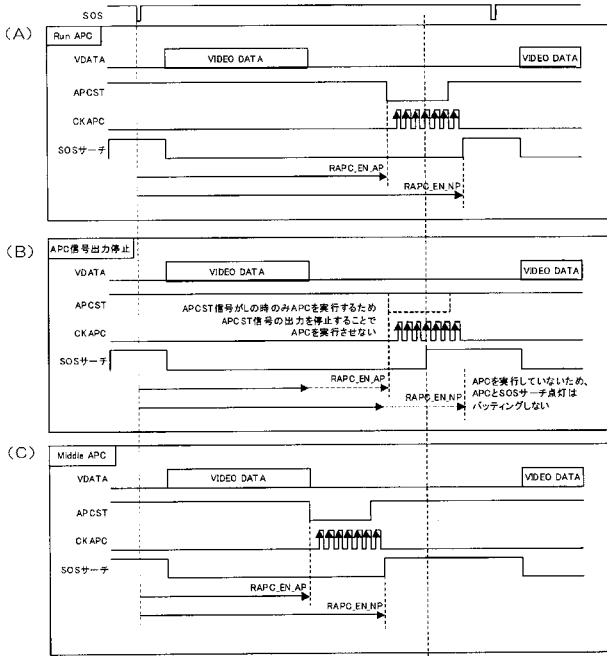 SOS
(A)
Run APC
VDATA
VIDEO DATA
VIDEO DATA
APCST
CKAPC
SOSサーチ
RAPC_EN_AP
RAPC_EN_NP
(B)
APC信号出力停止
VDATA
VIDEO DATA
VIDEO DATA
APCST
APCST信号がLの時のみAPCを実行するため
APCST信号の出力を停止することで
APCを実行させない
CKAPC
SOSサーチ
RAPC_EN_AP
RAPC_EN_NP
APCを実行していないため、
APCとSOSサーチ点灯は
バッティングしない
(C)
Middle APC
VDATA
VIDEO DATA
VIDEO DATA
APCST
CKAPC
SOSサーチ
RAPC_EN_AP
RAPC_EN_NP